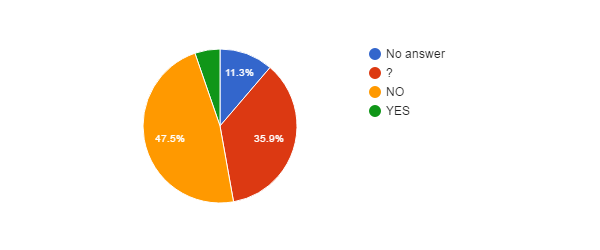 No answer
?
NO
YES
11.3%
35.9%
47.5%